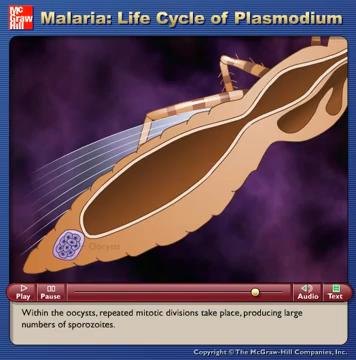 Mc
Graw
Hill
Malaria: Life Cycle of Plasmodium
Oocysts
Play
Pause
Audio
Text
Within the oocysts, repeated mitotic divisions take place, producing large
numbers of sporozoites.
Copyright © The McGraw-Hill Companies, Inc.